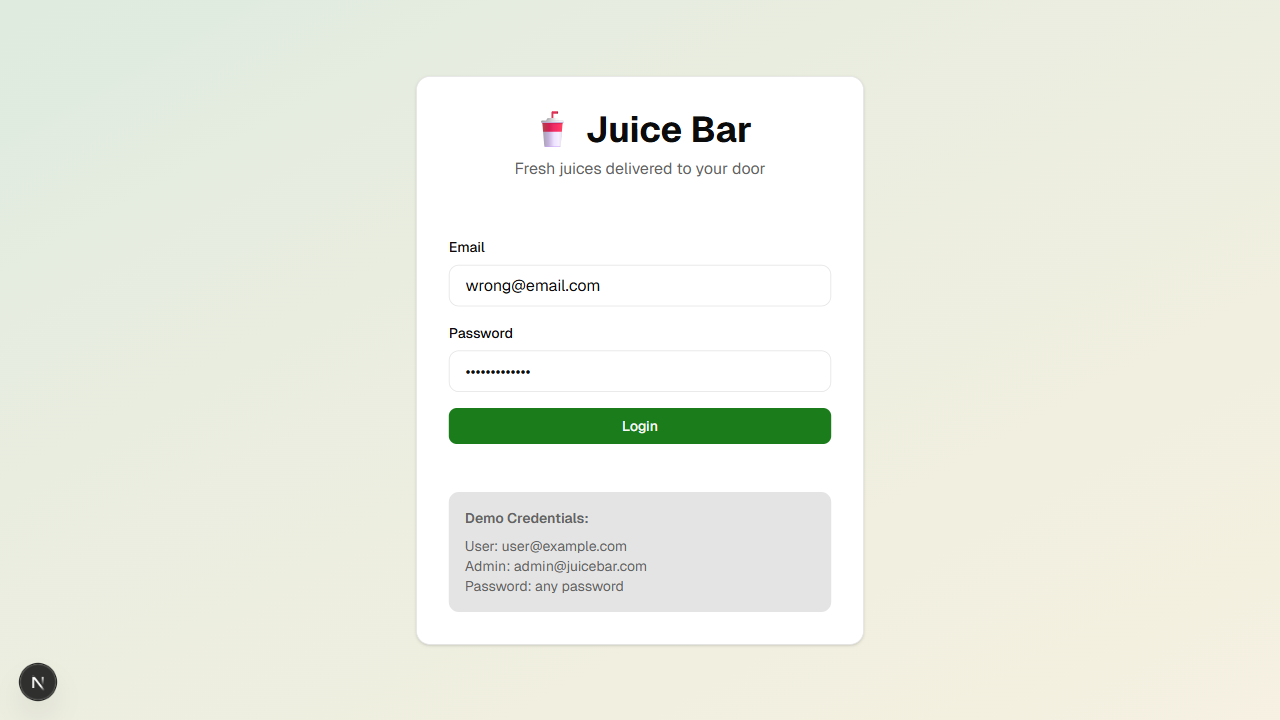 Juice Bar
Fresh juices delivered to your door
Email
wrong@email.com
Password
•••••••••••••
Login
Demo Credentials:
User: user@example.com
Admin: admin@juicebar.com
Password: any password
N